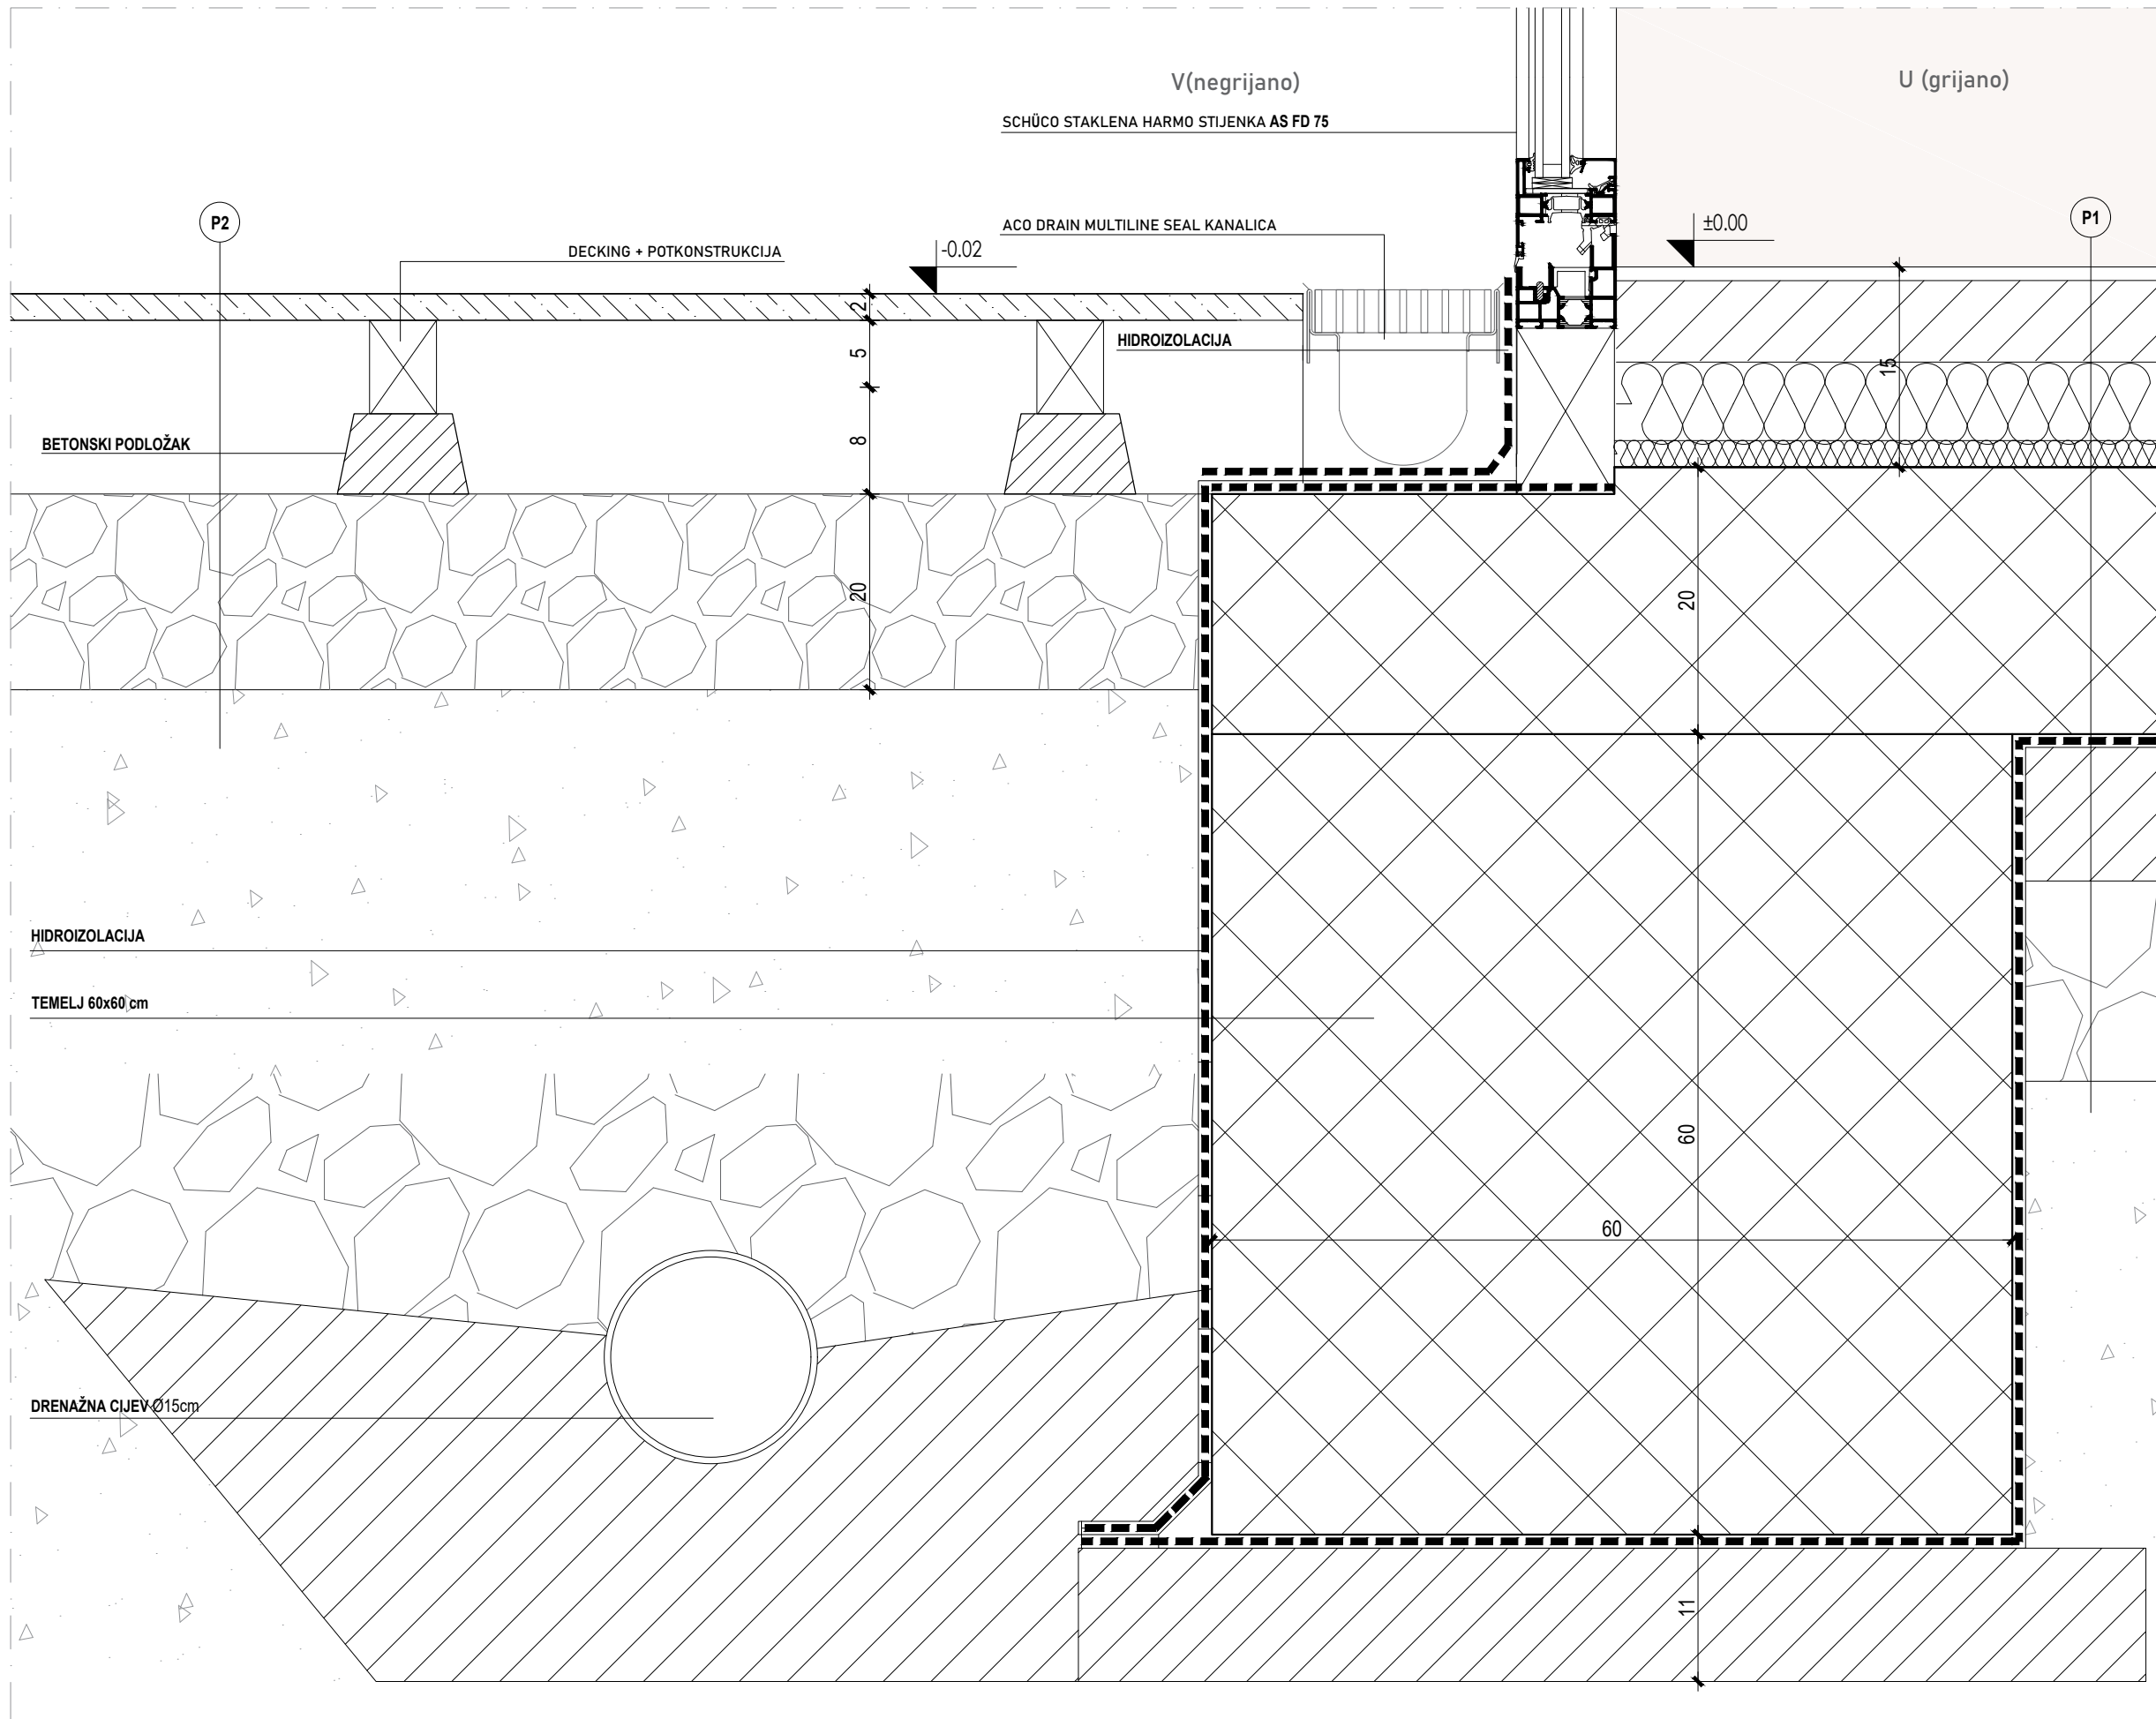 V(negrijano)
U (grijano)
SCHÜCO STAKLENA HARMO STIJENKA AS FD 75
P2
P1
ACO DRAIN MULTILINE SEAL KANALICA
±0.00
DECKING + POTKONSTRUKCIJA
-0.02
2
HIDROIZOLACIJA
5
15
BETONSKI PODLOŽAK
8
20
20
HIDROIZOLACIJA
TEMELJ 60x60 cm
60
60
DRENAŽNA CIJEV Ø15cm
11